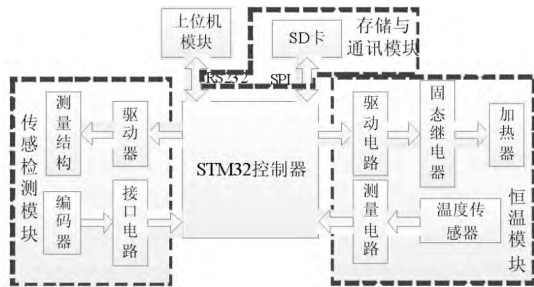 上位机
模块
SD卡
存储与
通讯模块
RS232
SPI
传感检测模块
测量结构
驱动器
编码器
接口电路
STM32控制器
驱动电路
固态继电器
加热器
测量电路
温度传
感器
恒温模块